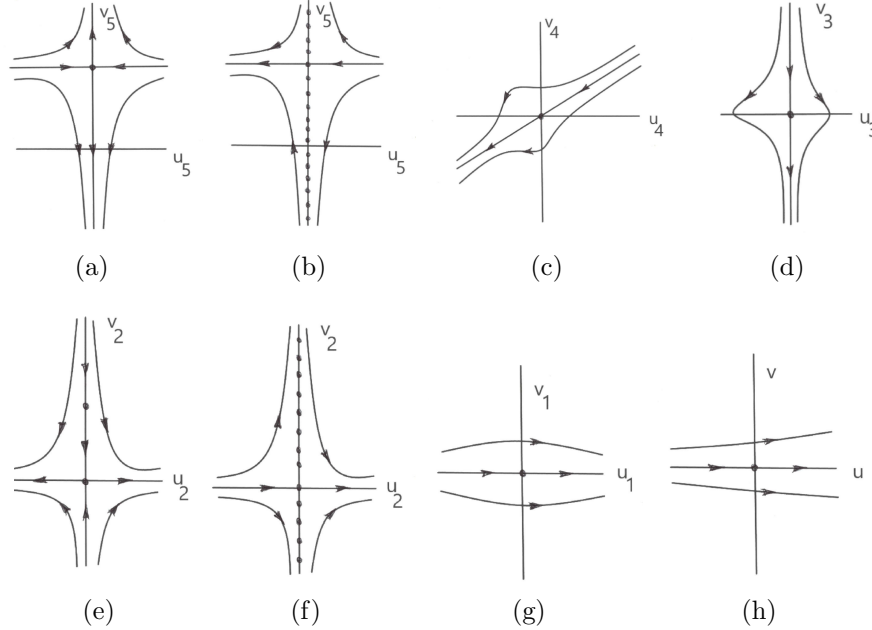 v5 v5 v4 v3
u5 u5 u4 u3
(a) (b) (c) (d)
v2 v2 v1 v
u2 u2 u1 u
(e) (f) (g) (h)